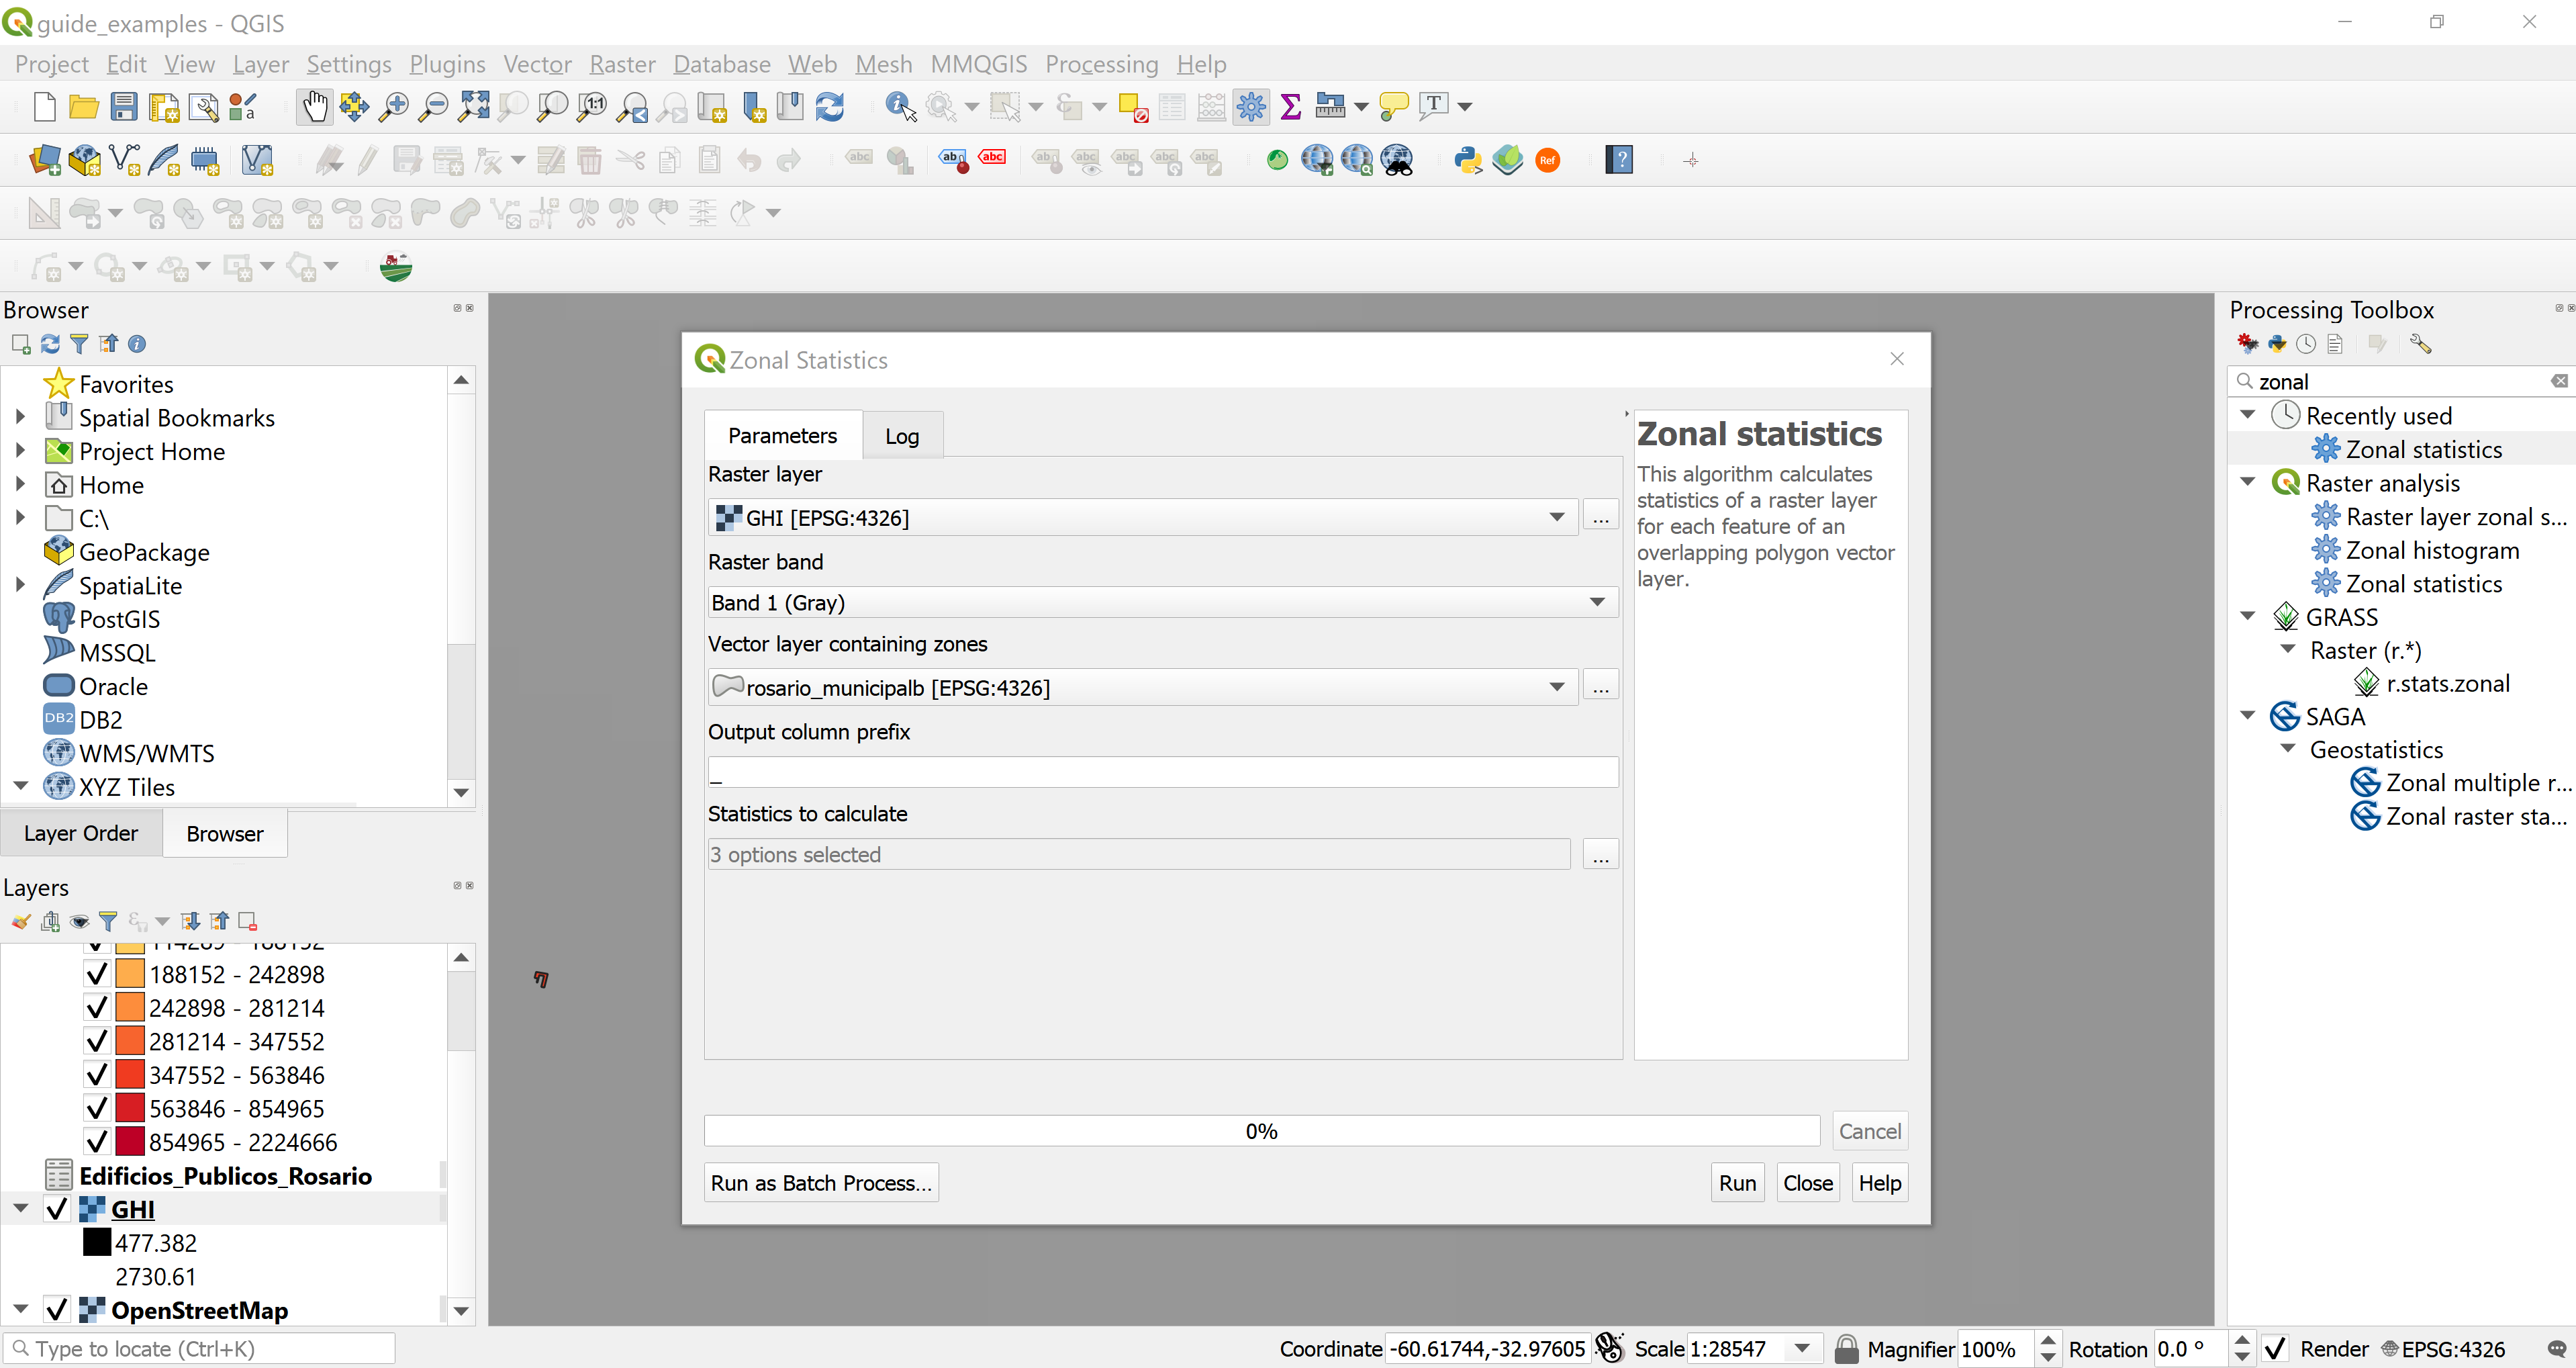 guide_examples - QGIS
Project Edit View Layer Settings Plugins Vector Raster Database Web Mesh MMQGIS Processing Help
Browser
Favorites
Spatial Bookmarks
Project Home
Home
C:\
GeoPackage
SpatiaLite
PostGIS
MSSQL
Oracle
DB2
WMS/WMTS
XYZ Tiles
Layer Order Browser
Layers
114289 - 188152
188152 - 242898
242898 - 281214
281214 - 347552
347552 - 563846
563846 - 854965
854965 - 2224666
Edificios_Publicos_Rosario
GHI
477.382
2730.61
OpenStreetMap
Zonal Statistics
Parameters Log
Raster layer
GHI [EPSG:4326]
...
Raster band
Band 1 (Gray)
Vector layer containing zones
rosario_municipalb [EPSG:4326]
...
Output column prefix
_
Statistics to calculate
3 options selected
...
Zonal statistics
This algorithm calculates
statistics of a raster layer
for each feature of an
overlapping polygon vector
layer.
0%
Cancel
Run as Batch Process...
Run Close Help
Processing Toolbox
zonal
Recently used
Zonal statistics
Raster analysis
Raster layer zonal s...
Zonal histogram
Zonal statistics
GRASS
Raster (r.*)
r.stats.zonal
SAGA
Geostatistics
Zonal multiple r...
Zonal raster sta...
Type to locate (Ctrl+K)
Coordinate -60.61744,-32.97605 Scale 1:28547 Magnifier 100% Rotation 0.0 ° Render EPSG:4326